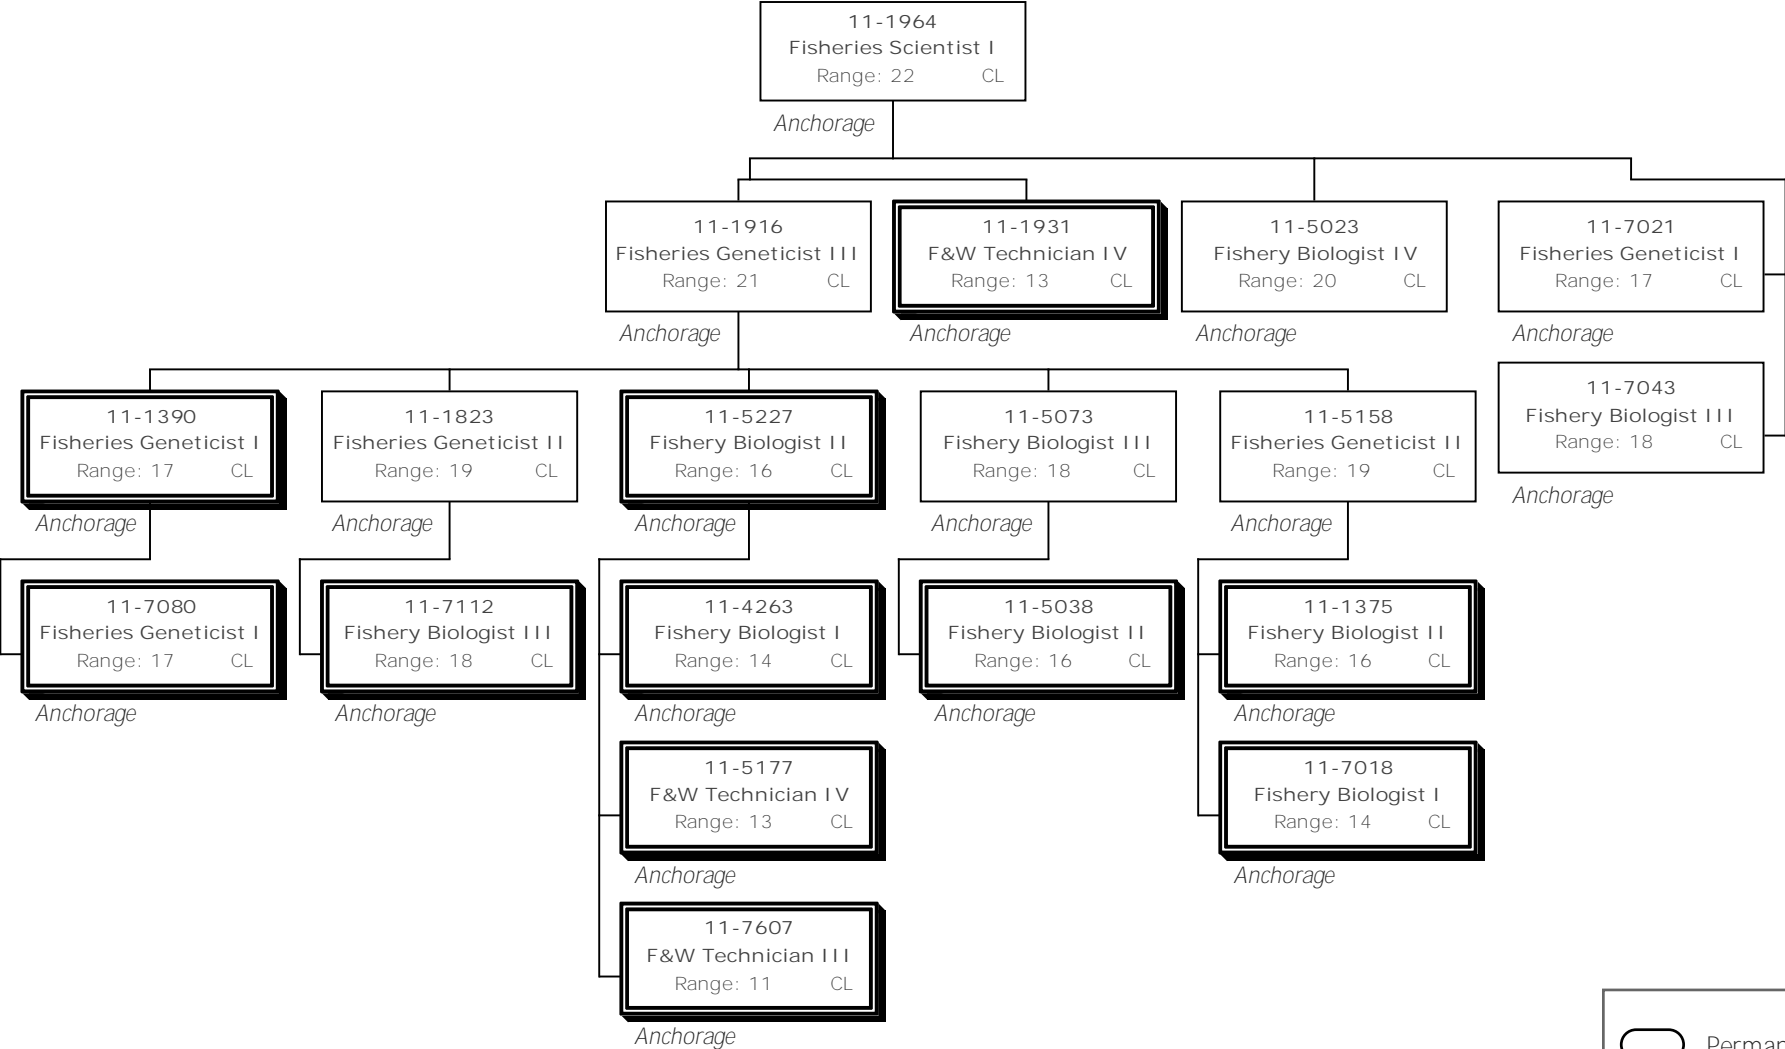 11-1964
Fisheries Scientist I
Range: 22 CL
Anchorage
11-1916
Fisheries Geneticist III
Range: 21 CL
Anchorage
11-1931
F&W Technician IV
Range: 13 CL
Anchorage
11-5023
Fishery Biologist IV
Range: 20 CL
Anchorage
11-7021
Fisheries Geneticist I
Range: 17 CL
Anchorage
11-7043
Fishery Biologist III
Range: 18 CL
Anchorage
11-1390
Fisheries Geneticist I
Range: 17 CL
Anchorage
11-1823
Fisheries Geneticist II
Range: 19 CL
Anchorage
11-5227
Fishery Biologist II
Range: 16 CL
Anchorage
11-5073
Fishery Biologist III
Range: 18 CL
Anchorage
11-5158
Fisheries Geneticist II
Range: 19 CL
Anchorage
11-7080
Fisheries Geneticist I
Range: 17 CL
Anchorage
11-7112
Fishery Biologist III
Range: 18 CL
Anchorage
11-4263
Fishery Biologist I
Range: 14 CL
Anchorage
11-5038
Fishery Biologist II
Range: 16 CL
Anchorage
11-1375
Fishery Biologist II
Range: 16 CL
Anchorage
11-5177
F&W Technician IV
Range: 13 CL
Anchorage
11-7018
Fishery Biologist I
Range: 14 CL
Anchorage
11-7607
F&W Technician III
Range: 11 CL
Anchorage